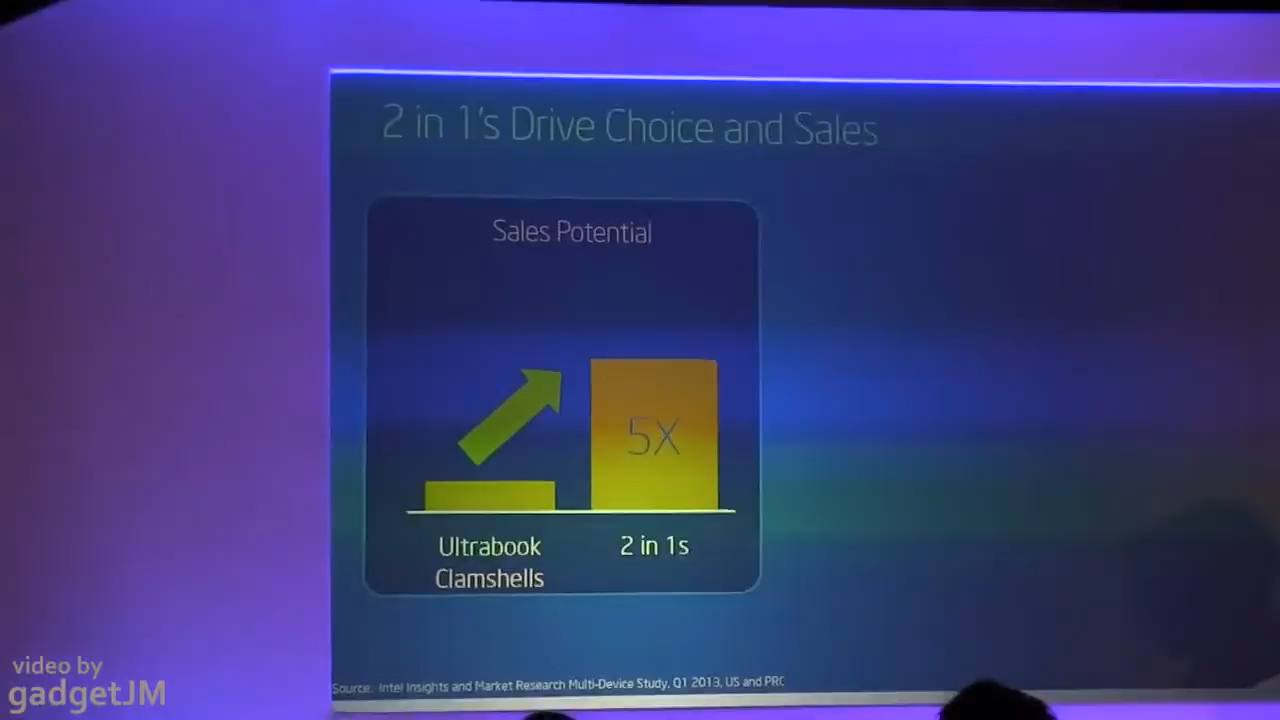 2 in 1's Drive Choice and Sales
Sales Potential
5X
Ultrabook
Clamshells
2 in 1s
Source: Intel Insights and Market Research Multi-Device Study, Q1 2013, US and PRC
video by
gadgetJM